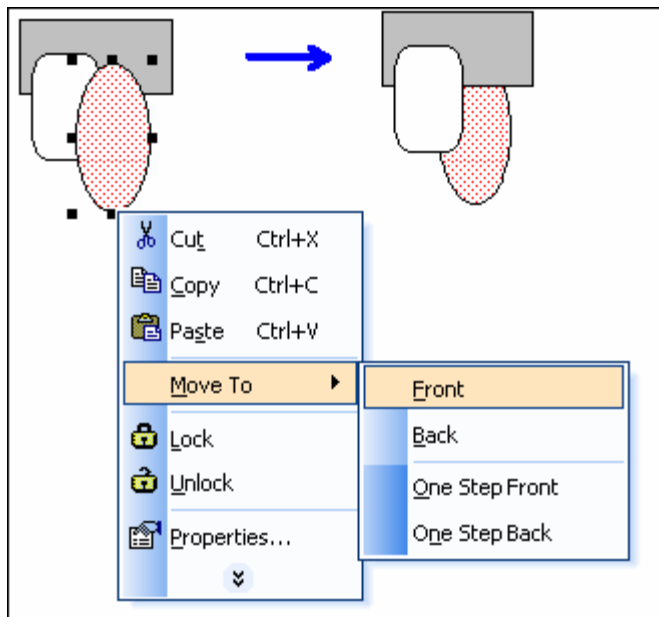 Cut Ctrl+X
Copy Ctrl+C
Paste Ctrl+V
Move To
Front
Back
Lock
Unlock
One Step Front
One Step Back
Properties...